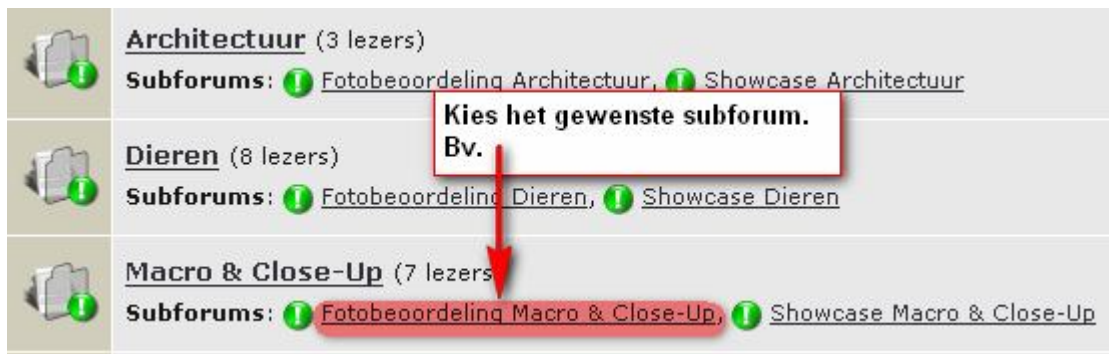 Architectuur (3 lezers)
Subforums: Fotobeoordeling Architectuur, Showcase Architectuur
Kies het gewenste subforum.
Bv.
Dieren (8 lezers)
Subforums: Fotobeoordeling Dieren, Showcase Dieren
Macro & Close-Up (7 lezers
Subforums: Fotobeoordeling Macro & Close-Up, Showcase Macro & Close-Up